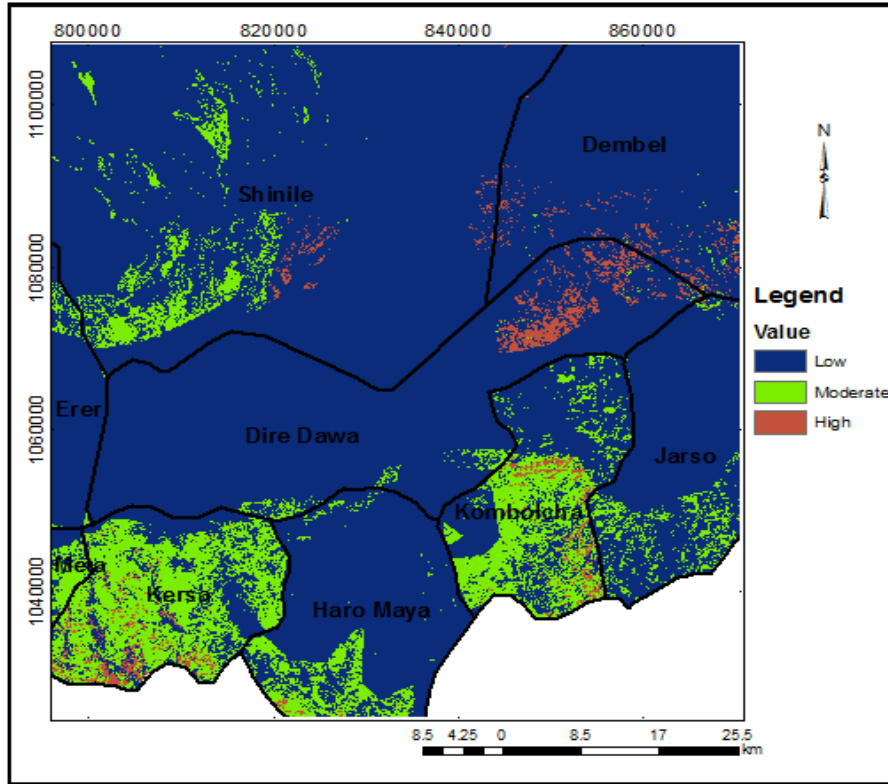 800000 820000 840000 860000
1100000
1080000
1060000
1040000
N
S
Dembel
Shinile
Legend
Value
Low
Moderate
High
Erer
Dire Dawa
Jarso
Kombolcha
Meta
Kersa
Haro Maya
8.5 4.25 0 8.5 17 25.5
km